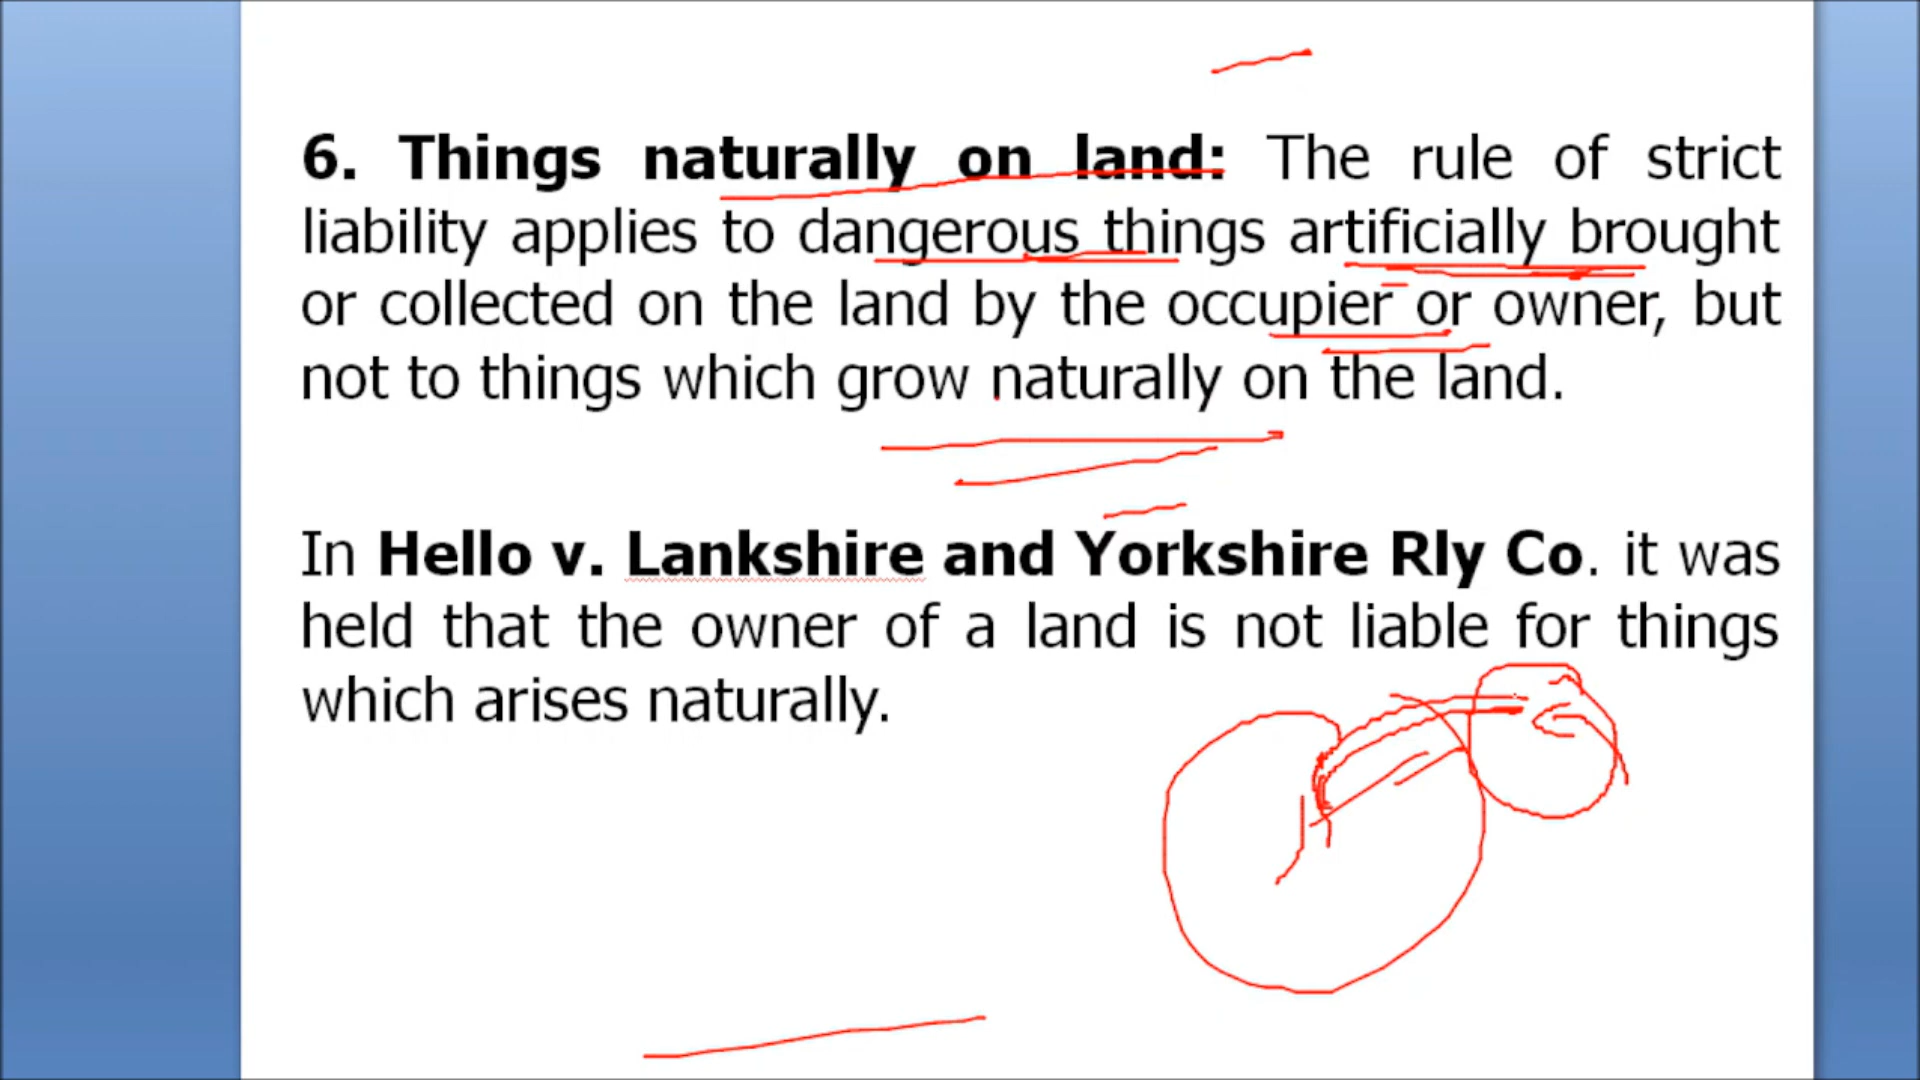 6. Things naturally on land: The rule of strict
liability applies to dangerous things artificially brought
or collected on the land by the occupier or owner, but
not to things which grow naturally on the land.
In Hello v. Lankshire and Yorkshire Rly Co. it was
held that the owner of a land is not liable for things
which arises naturally.